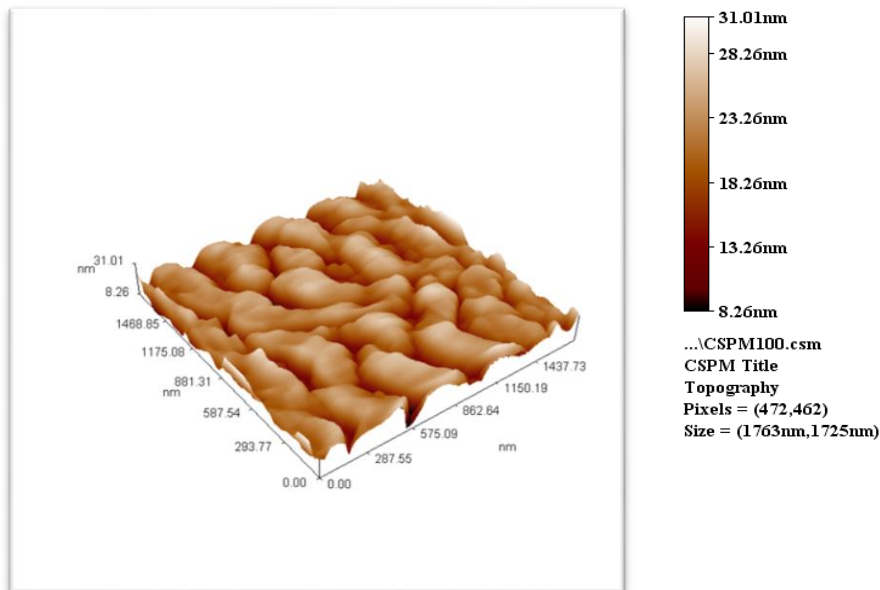 31.01nm
28.26nm
23.26nm
18.26nm
13.26nm
8.26nm
...\CSPM100.csm
CSPM Title
Topography
Pixels = (472,462)
Size = (1763nm,1725nm)
31.01
nm
8.26
1468.85
1175.08
881.31
nm
587.54
293.77
0.00
0.00
287.55
575.09
862.64
1150.19
1437.73
nm